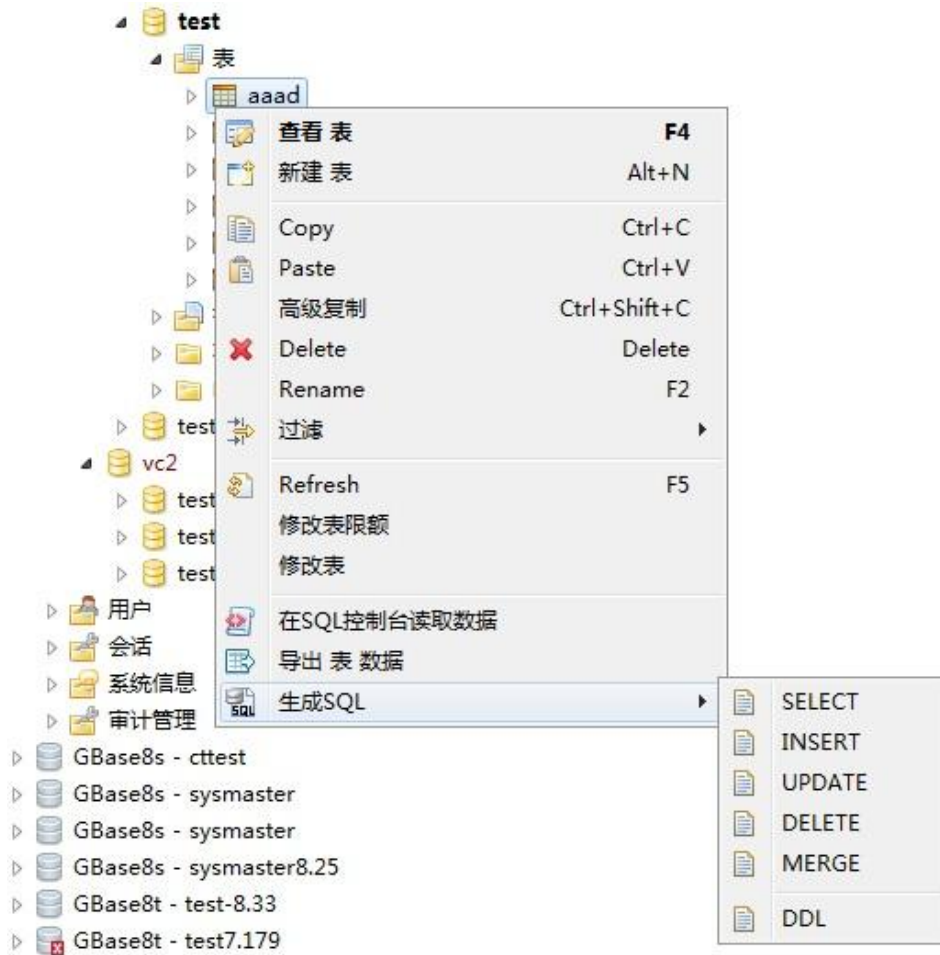 test
表
aaad
查看 表 F4
新建 表 Alt+N
Copy Ctrl+C
Paste Ctrl+V
高级复制 Ctrl+Shift+C
Delete Delete
Rename F2
过滤
test
vc2
Refresh F5
test
修改表限额
test
修改表
test
用户
在SQL控制台读取数据
会话
导出 表 数据
系统信息
生成SQL
SELECT
审计管理
INSERT
GBase8s - cttest
UPDATE
GBase8s - sysmaster
DELETE
GBase8s - sysmaster
MERGE
GBase8s - sysmaster8.25
GBase8t - test-8.33
DDL
GBase8t - test7.179